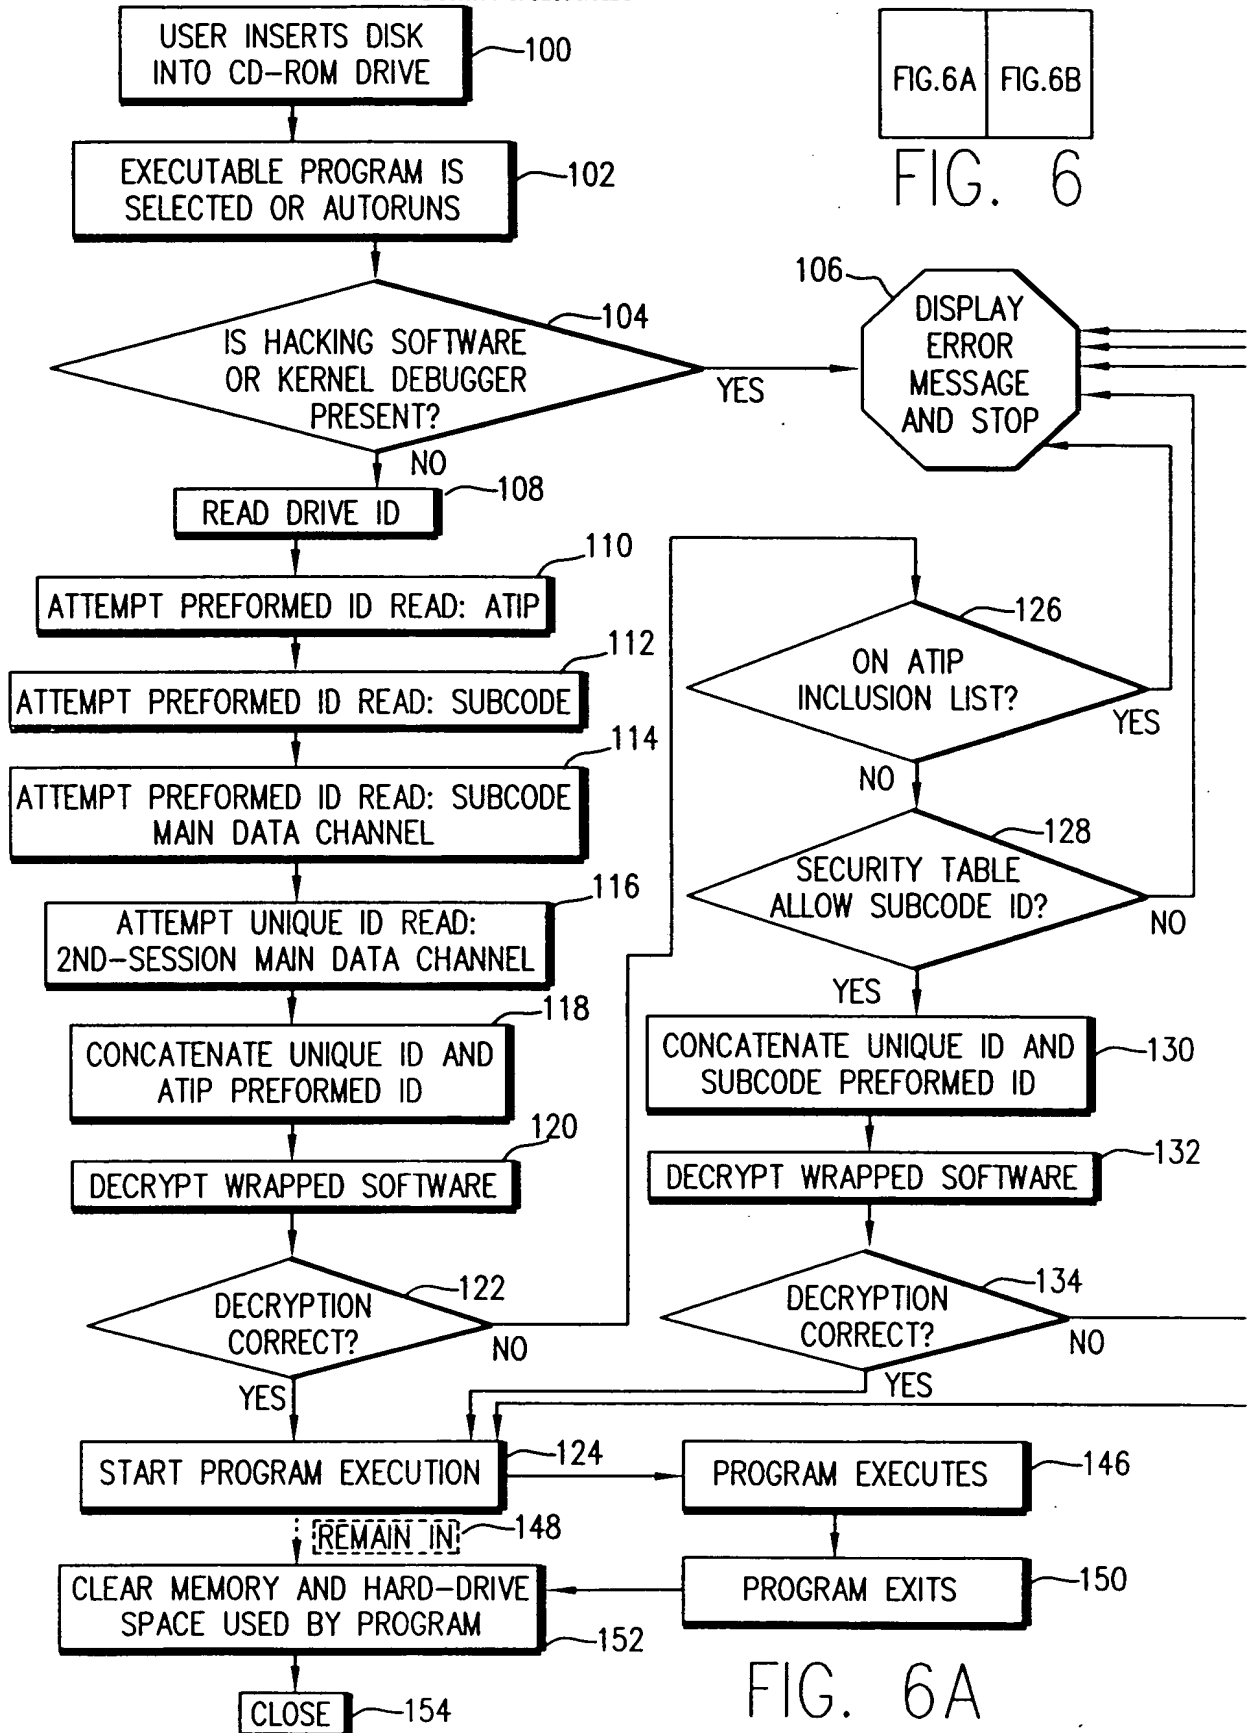 USER INSERTS DISK
INTO CD-ROM DRIVE
100
FIG.6A
FIG.6B
FIG. 6
EXECUTABLE PROGRAM IS
SELECTED OR AUTORUNS
102
IS HACKING SOFTWARE
OR KERNEL DEBUGGER
PRESENT?
104
YES
NO
106
DISPLAY
ERROR
MESSAGE
AND STOP
READ DRIVE ID
108
ATTEMPT PREFORMED ID READ: ATIP
110
ATTEMPT PREFORMED ID READ: SUBCODE
112
ATTEMPT PREFORMED ID READ: SUBCODE
MAIN DATA CHANNEL
114
ATTEMPT UNIQUE ID READ:
2ND-SESSION MAIN DATA CHANNEL
116
CONCATENATE UNIQUE ID AND
ATIP PREFORMED ID
118
DECRYPT WRAPPED SOFTWARE
120
DECRYPTION
CORRECT?
122
NO
YES
ON ATIP
INCLUSION LIST?
126
YES
NO
SECURITY TABLE
ALLOW SUBCODE ID?
128
NO
YES
CONCATENATE UNIQUE ID AND
SUBCODE PREFORMED ID
130
DECRYPT WRAPPED SOFTWARE
132
DECRYPTION
CORRECT?
134
NO
YES
START PROGRAM EXECUTION
124
PROGRAM EXECUTES
146
REMAIN IN
148
CLEAR MEMORY AND HARD-DRIVE
SPACE USED BY PROGRAM
152
PROGRAM EXITS
150
CLOSE
154
FIG. 6A